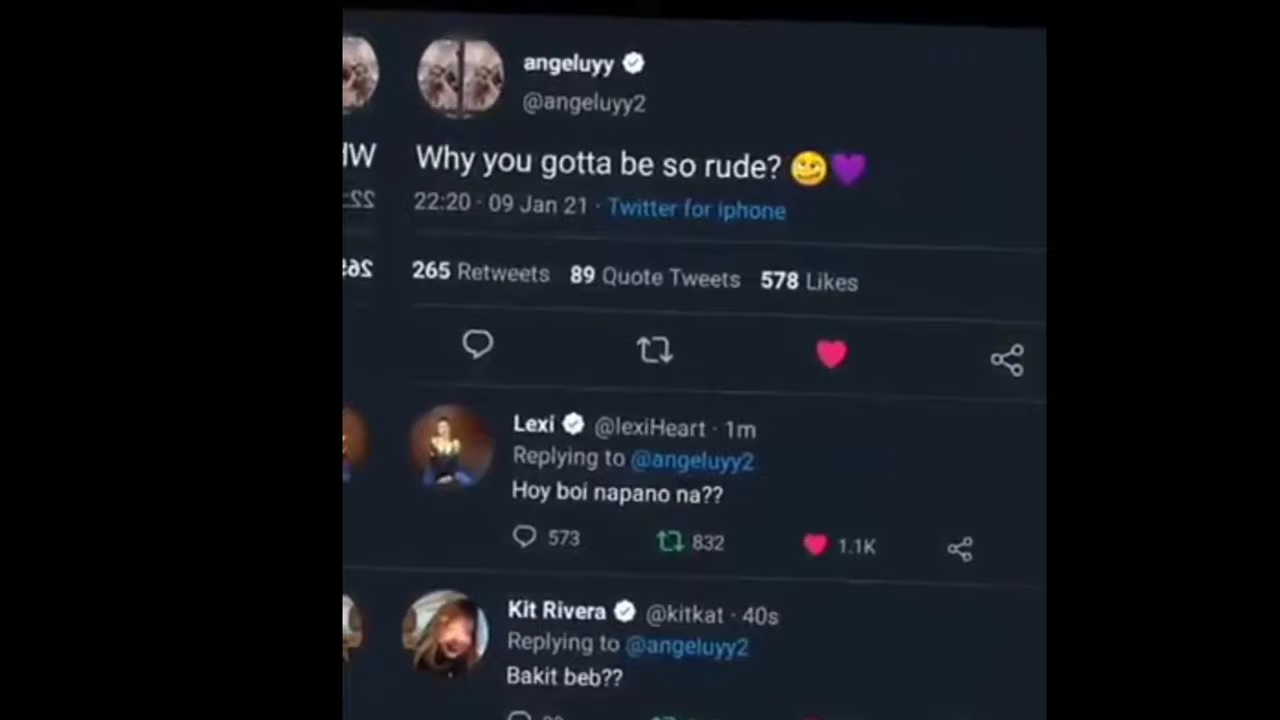 angeluyy
@angeluyy2
Why you gotta be so rude? 🥴💜
22:20 · 09 Jan 21 · Twitter for iphone
265 Retweets 89 Quote Tweets 578 Likes
Lexi @lexiHeart · 1m
Replying to @angeluyy2
Hoy boi napano na??
573 832 1.1K
Kit Rivera @kitkat · 40s
Replying to @angeluyy2
Bakit beb??